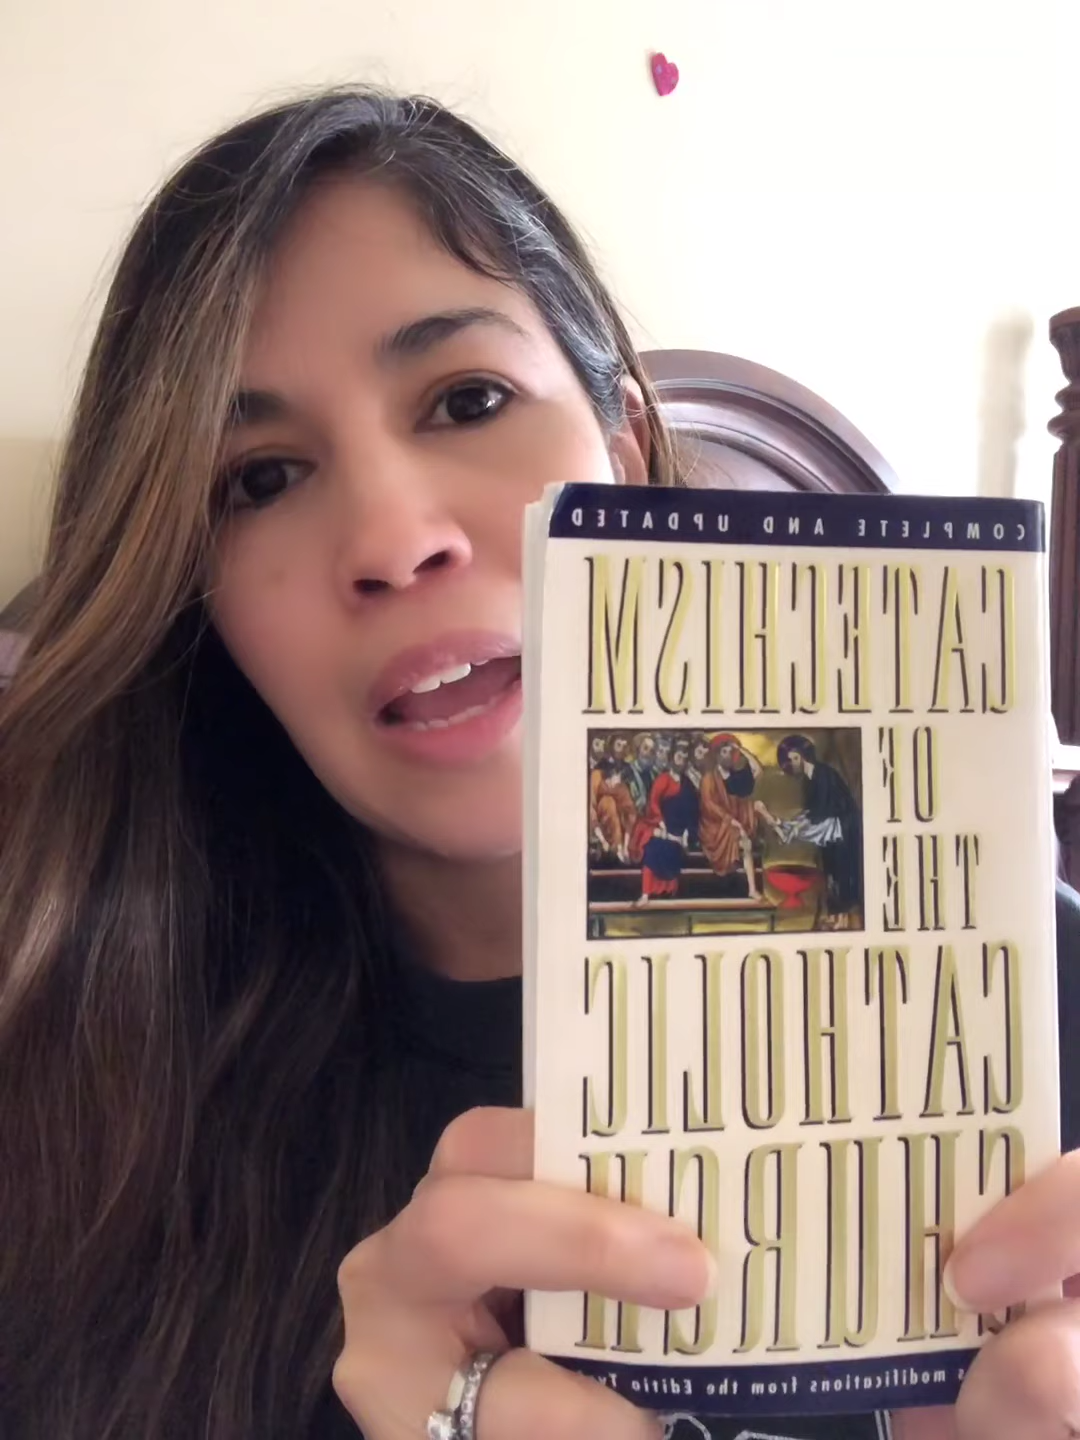 COMPLETE AND UPDATED
CATECHISM
OF
THE
CATHOLIC
CHURCH
modifications from the Editio